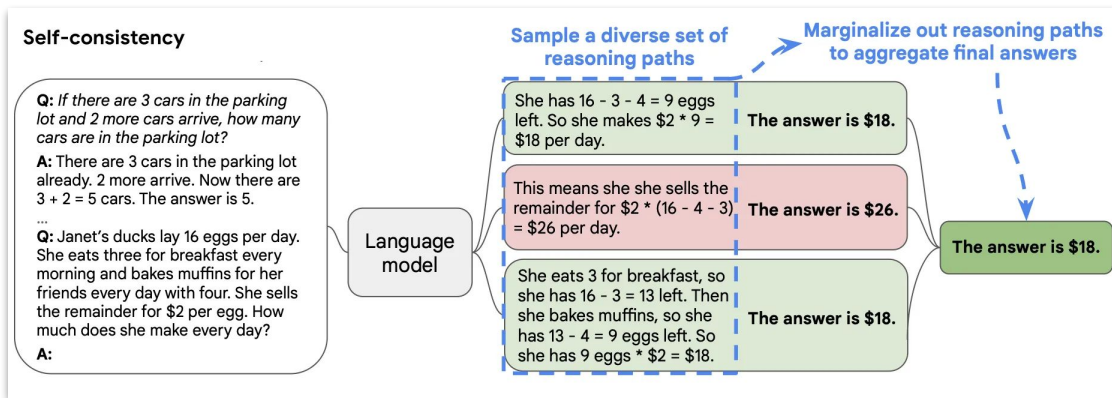 Self-consistency
Sample a diverse set of
reasoning paths
Marginalize out reasoning paths
to aggregate final answers
Q: If there are 3 cars in the parking
lot and 2 more cars arrive, how many
cars are in the parking lot?
A: There are 3 cars in the parking lot
already. 2 more arrive. Now there are
3 + 2 = 5 cars. The answer is 5.
...
Q: Janet's ducks lay 16 eggs per day.
She eats three for breakfast every
morning and bakes muffins for her
friends every day with four. She sells
the remainder for $2 per egg. How
much does she make every day?
A:
Language
model
She has 16 - 3 - 4 = 9 eggs
left. So she makes $2 * 9 =
$18 per day.
The answer is $18.
This means she she sells the
remainder for $2 * (16 - 4 - 3)
= $26 per day.
The answer is $26.
She eats 3 for breakfast, so
she has 16 - 3 = 13 left. Then
she bakes muffins, so she
has 13 - 4 = 9 eggs left. So
she has 9 eggs * $2 = $18.
The answer is $18.
The answer is $18.